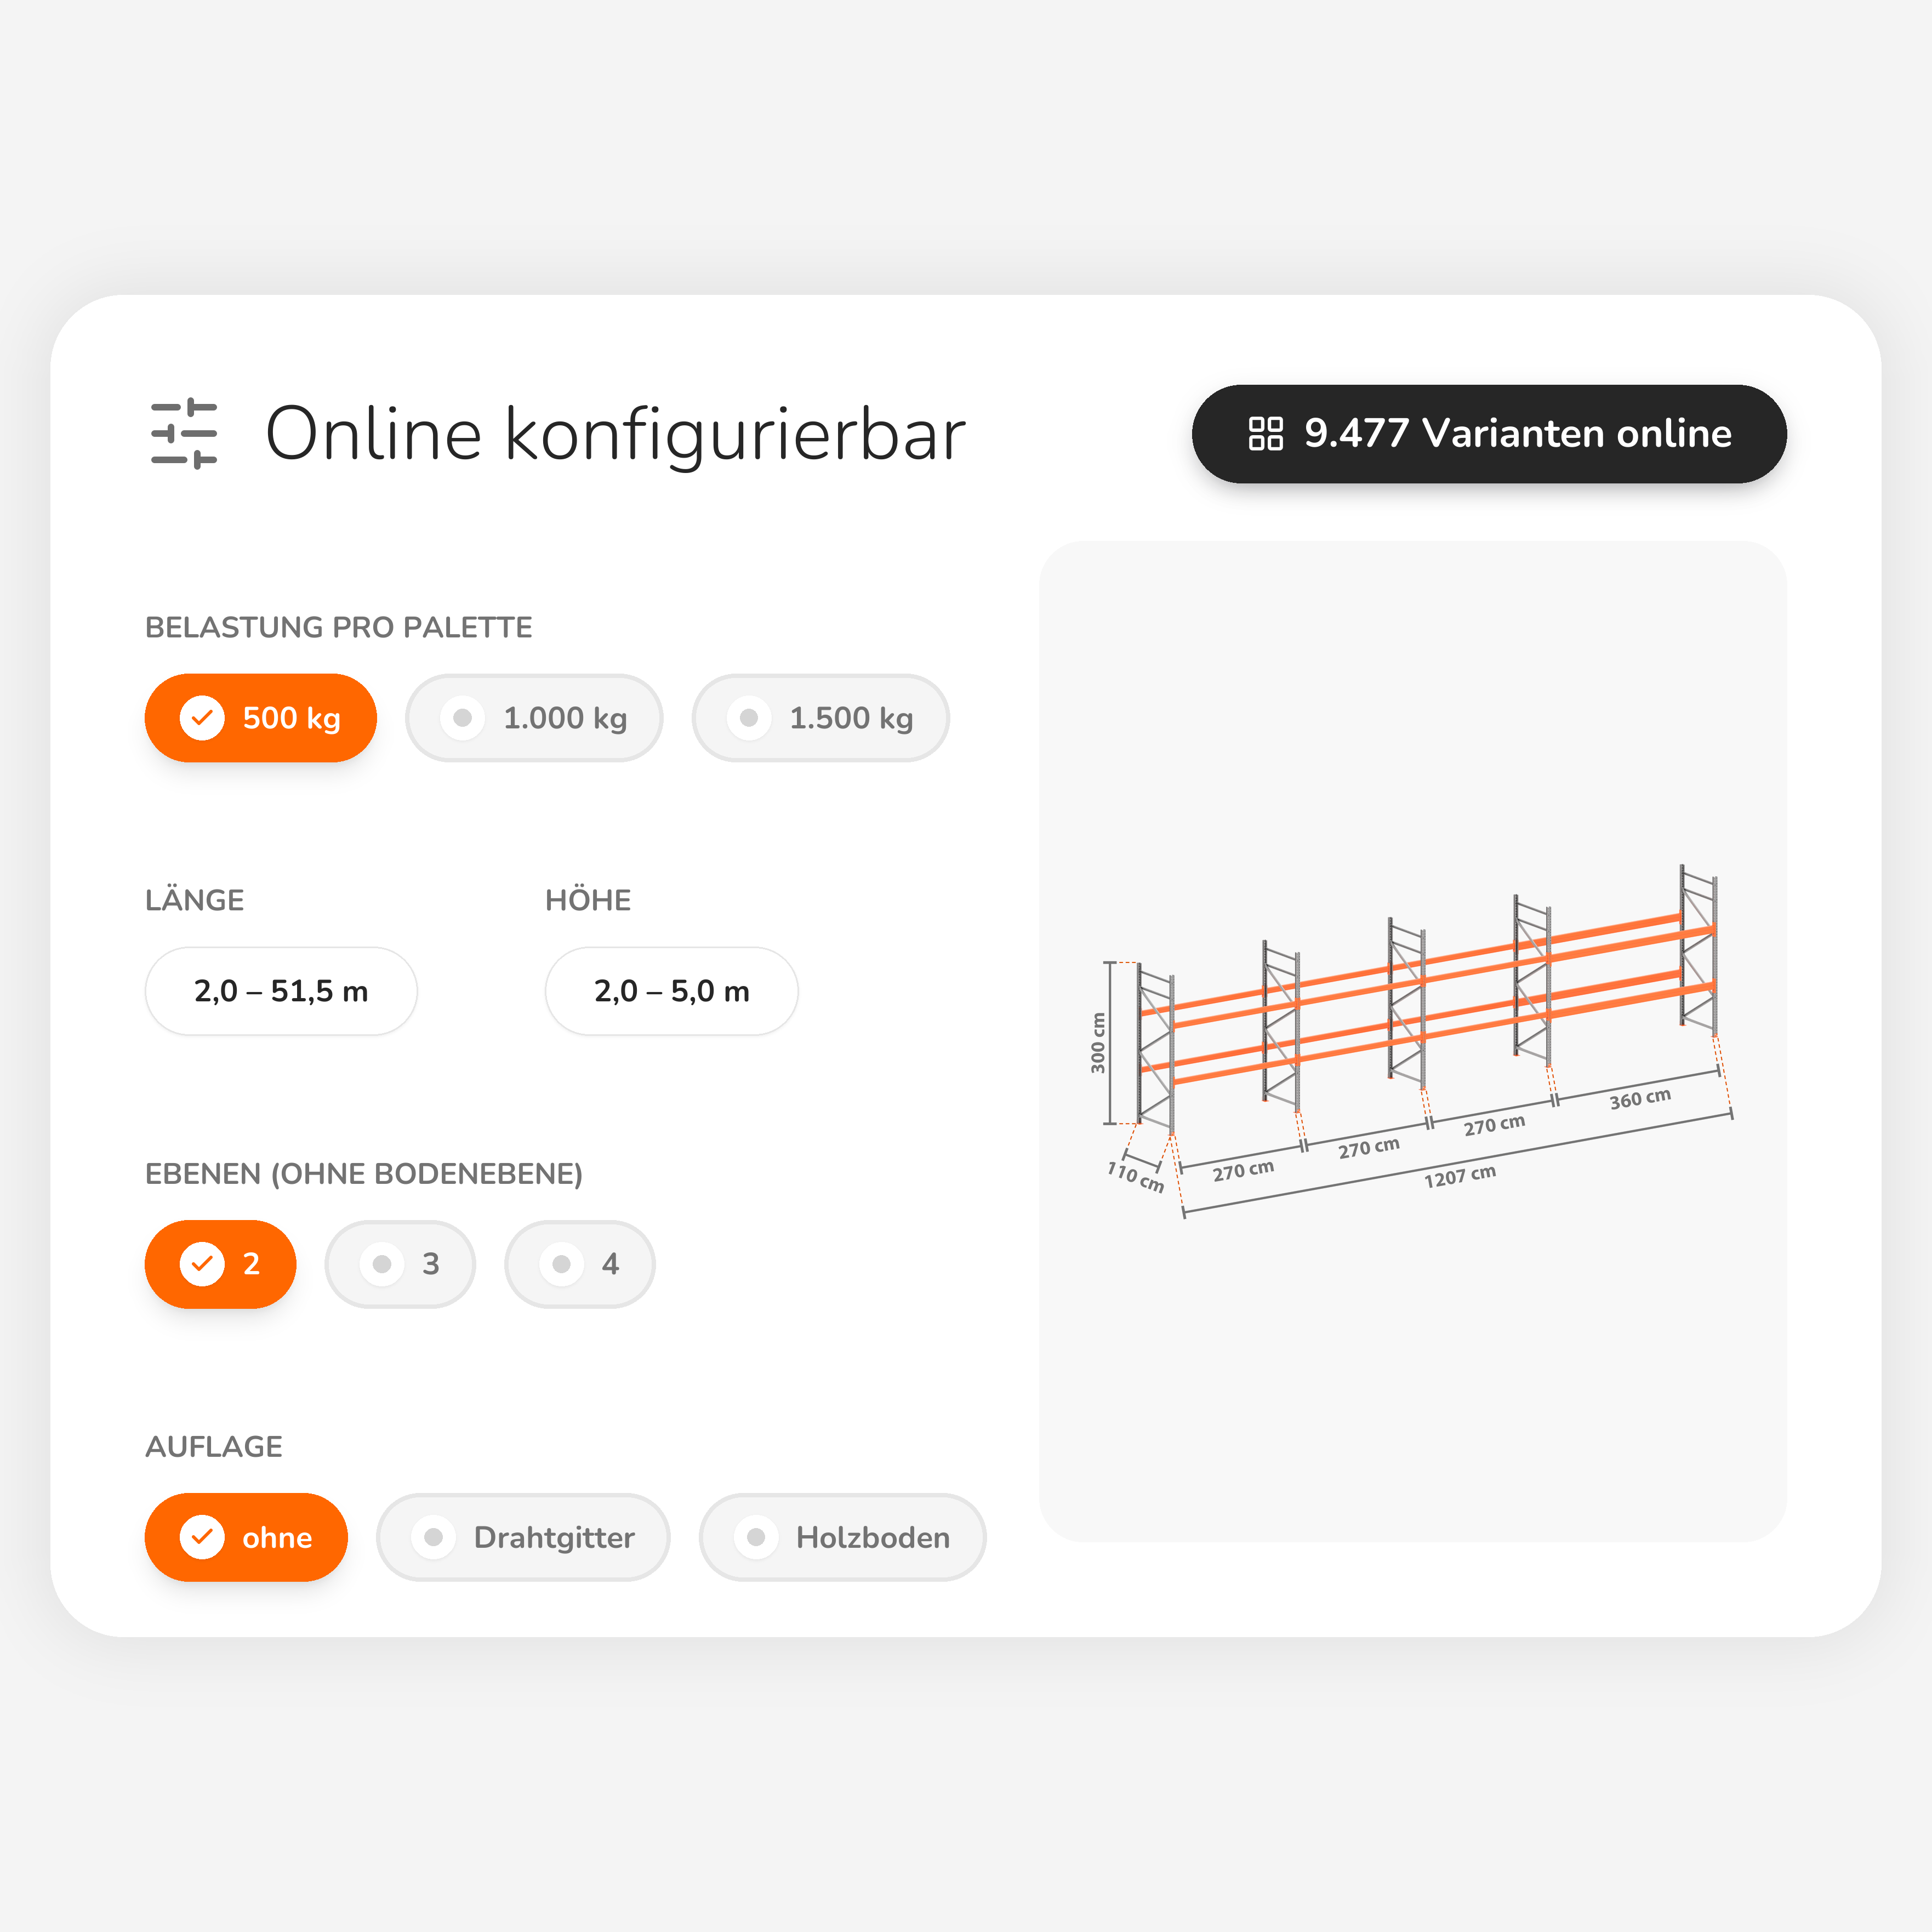 Online konfigurierbar
9.477 Varianten online
BELASTUNG PRO PALETTE
500 kg
1.000 kg
1.500 kg
LÄNGE
HÖHE
2,0 – 51,5 m
2,0 – 5,0 m
EBENEN (OHNE BODENEBENE)
2
3
4
AUFLAGE
ohne
Drahtgitter
Holzboden
300 cm
110 cm
270 cm
270 cm
270 cm
360 cm
1207 cm